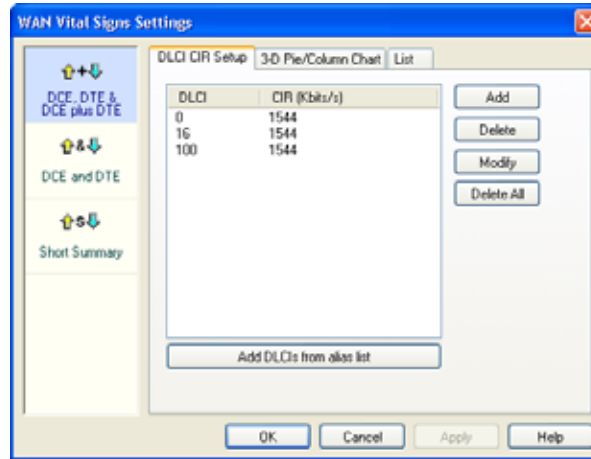 WAN Vital Signs Settings
DCE, DTE &
DCE plus DTE
DCE and DTE
Short Summary
DLCI CIR Setup 3-D Pie/Column Chart List
DLCI CIR (Kbits/s)
0 1544
16 1544
100 1544
Add
Delete
Modify
Delete All
Add DLCIs from alias list
OK Cancel Apply Help